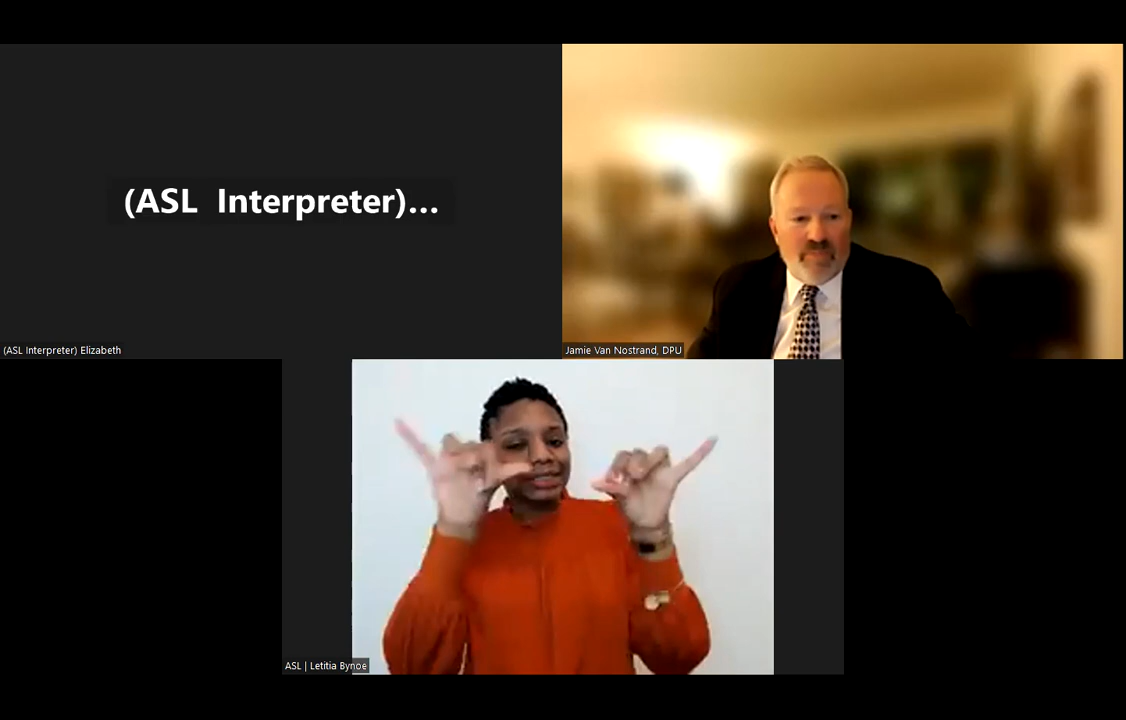 (ASL Interpreter)...
(ASL Interpreter) Elizabeth
Jamie Van Nostrand, DPU
ASL | Letitia Bynoe